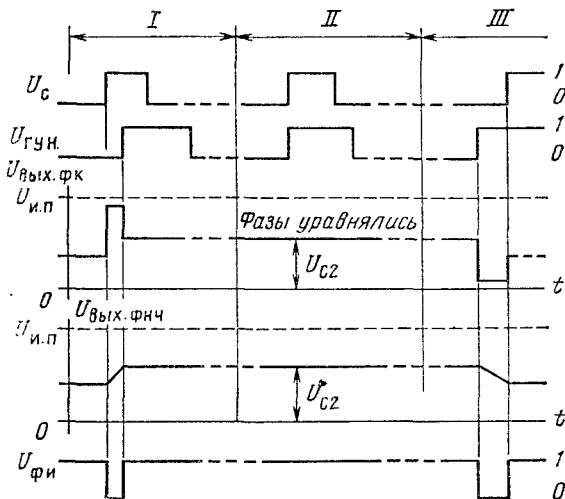 I II III
U_с 1
0
U_ГУН. 1
0
U_вых.фк
U_и.п
Фазы уравнялись
U_С2
0 t
U_вых.фнч
U_и.п
U_С2
0 t
U_фи 1
0